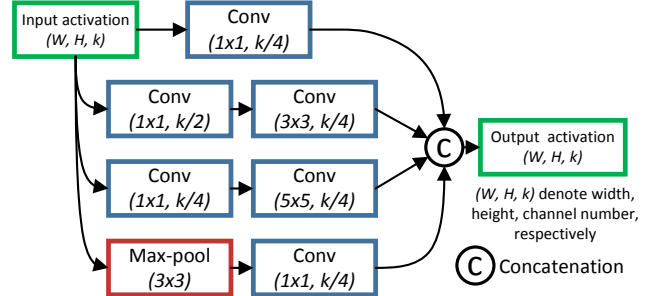 Input activation
(W, H, k)
Conv
(1x1, k/4)
Conv
(1x1, k/2)
Conv
(3x3, k/4)
Conv
(1x1, k/4)
Conv
(5x5, k/4)
Max-pool
(3x3)
Conv
(1x1, k/4)
C
Output activation
(W, H, k)
(W, H, k) denote width,
height, channel number,
respectively
C Concatenation